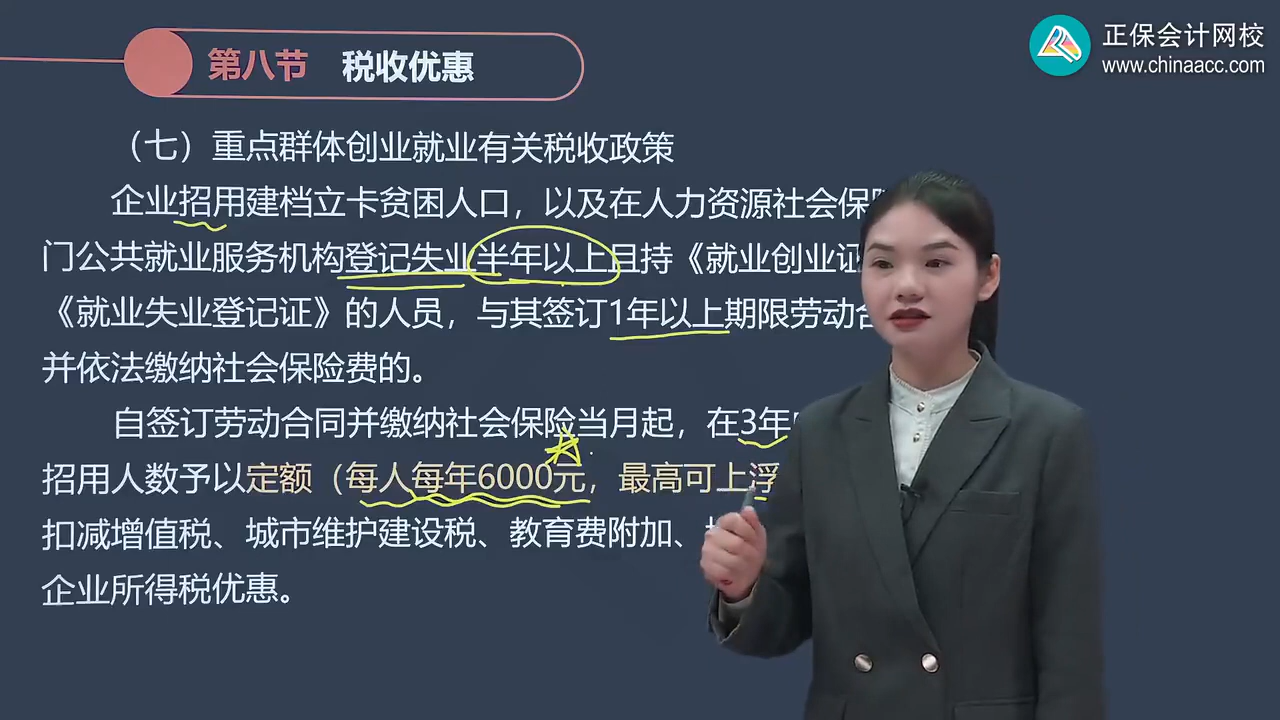 第八节 税收优惠
正保会计网校
www.chinaacc.com
（七）重点群体创业就业有关税收政策
企业招用建档立卡贫困人口，以及在人力资源社会保
门公共就业服务机构登记失业半年以上且持《就业创业证
《就业失业登记证》的人员，与其签订1年以上期限劳动
并依法缴纳社会保险费的。
自签订劳动合同并缴纳社会保险当月起，在3年
招用人数予以定额（每人每年6000元，最高可上浮
扣减增值税、城市维护建设税、教育费附加、
企业所得税优惠。